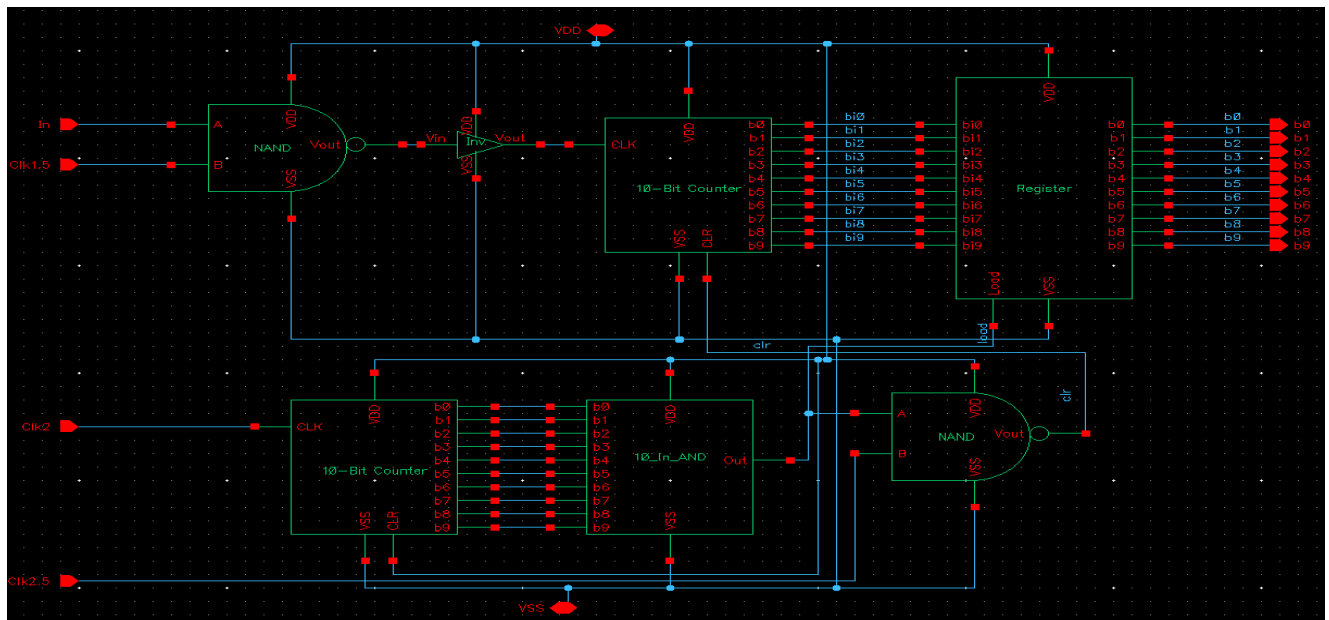 VDD
In
Clk1.5
A
B
VDD
NAND
VSS
Vout
Vin
VDD
Inv
VSS
Vout
CLK
VDD
10-Bit Counter
VSS
CLR
b0
b1
b2
b3
b4
b5
b6
b7
b8
b9
bi0
bi1
bi2
bi3
bi4
bi5
bi6
bi7
bi8
bi9
VDD
bi0
bi1
bi2
bi3
bi4
bi5
bi6
bi7
bi8
bi9
Register
Load
VSS
b0
b1
b2
b3
b4
b5
b6
b7
b8
b9
b0
b1
b2
b3
b4
b5
b6
b7
b8
b9
b0
b1
b2
b3
b4
b5
b6
b7
b8
b9
load
clr
Clk2
CLK
VDD
10-Bit Counter
VSS
CLR
b0
b1
b2
b3
b4
b5
b6
b7
b8
b9
b0
b1
b2
b3
b4
b5
b6
b7
b8
b9
VDD
10_In_AND
VSS
Out
A
B
VDD
NAND
VSS
Vout
clr
Clk2.5
VSS